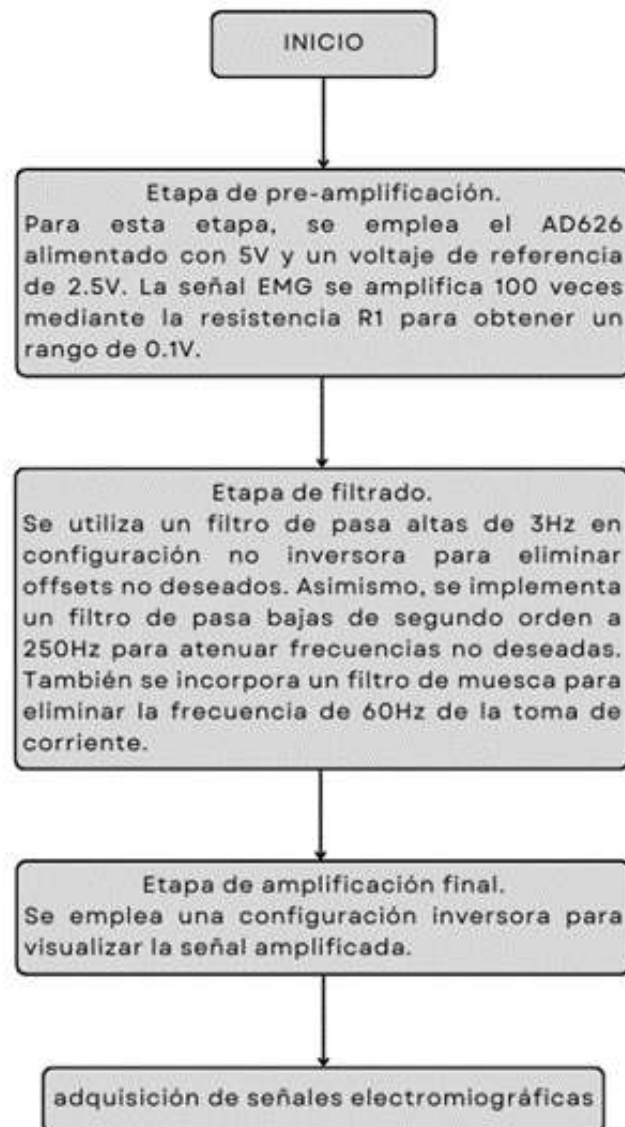 INICIO
Etapa de pre-amplificación.
Para esta etapa, se emplea el AD626
alimentado con 5V y un voltaje de referencia
de 2.5V. La señal EMG se amplifica 100 veces
mediante la resistencia R1 para obtener un
rango de 0.1V.
Etapa de filtrado.
Se utiliza un filtro de pasa altas de 3Hz en
configuración no inversora para eliminar
offsets no deseados. Asimismo, se implementa
un filtro de pasa bajas de segundo orden a
250Hz para atenuar frecuencias no deseadas.
También se incorpora un filtro de muesca para
eliminar la frecuencia de 60Hz de la toma de
corriente.
Etapa de amplificación final.
Se emplea una configuración inversora para
visualizar la señal amplificada.
adquisición de señales electromiográficas